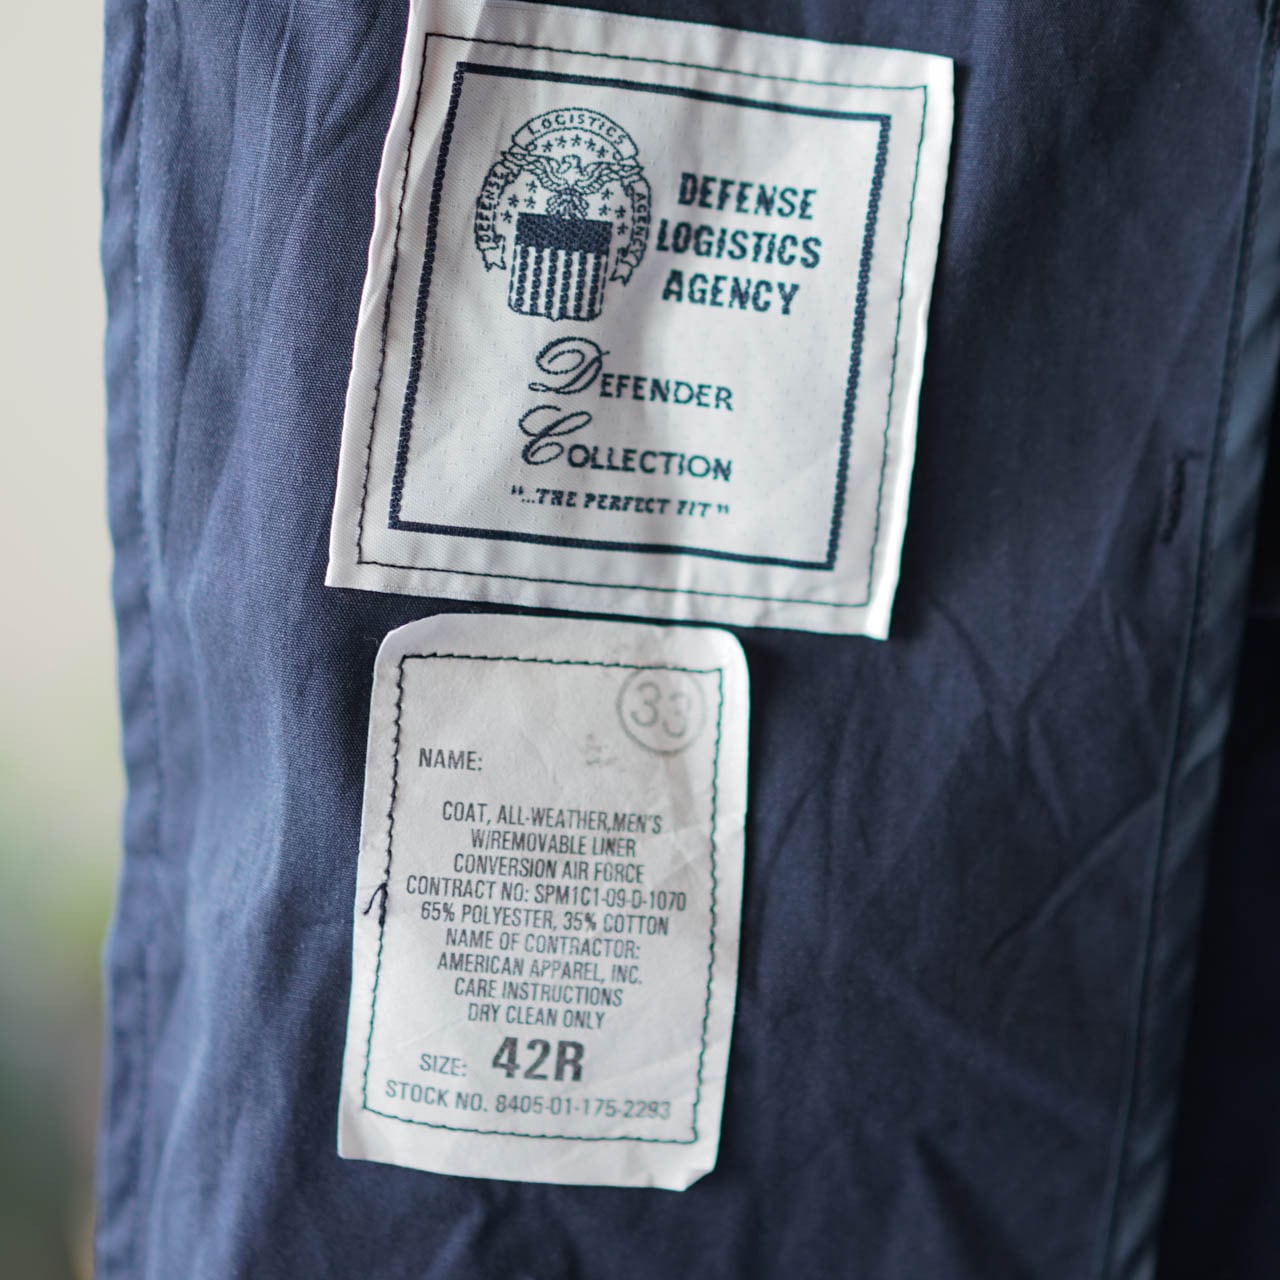 LOGISTICS
DEFENSE
AGENCY
DEFENSE
LOGISTICS
AGENCY
DEFENDER
COLLECTION
"...THE PERFECT FIT"
33
NAME:
COAT, ALL-WEATHER,MEN'S
W/REMOVABLE LINER
CONVERSION AIR FORCE
CONTRACT NO: SPM1C1-09-D-1070
65% POLYESTER, 35% COTTON
NAME OF CONTRACTOR:
AMERICAN APPAREL, INC.
CARE INSTRUCTIONS
DRY CLEAN ONLY
SIZE: 42R
STOCK NO. 8405-01-175-2293